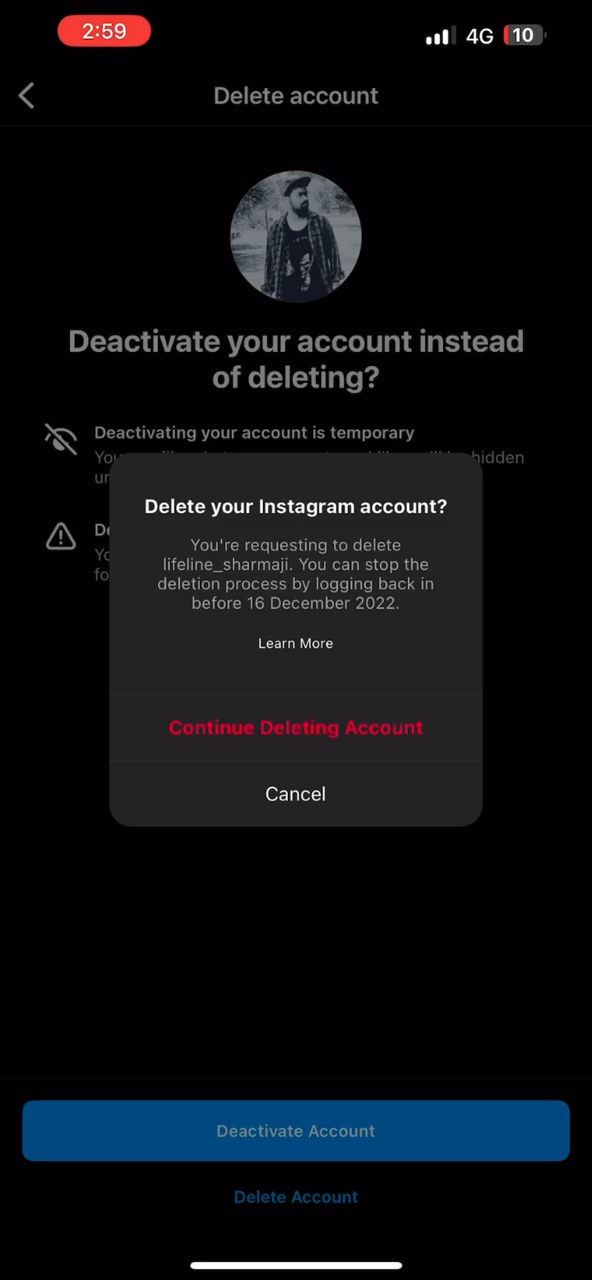 2:59
4G 10
Delete account
Deactivate your account instead
of deleting?
Deactivating your account is temporary
hidden
Delete your Instagram account?
You're requesting to delete
lifeline_sharmaji. You can stop the
deletion process by logging back in
before 16 December 2022.
Learn More
Continue Deleting Account
Cancel
Deactivate Account
Delete Account